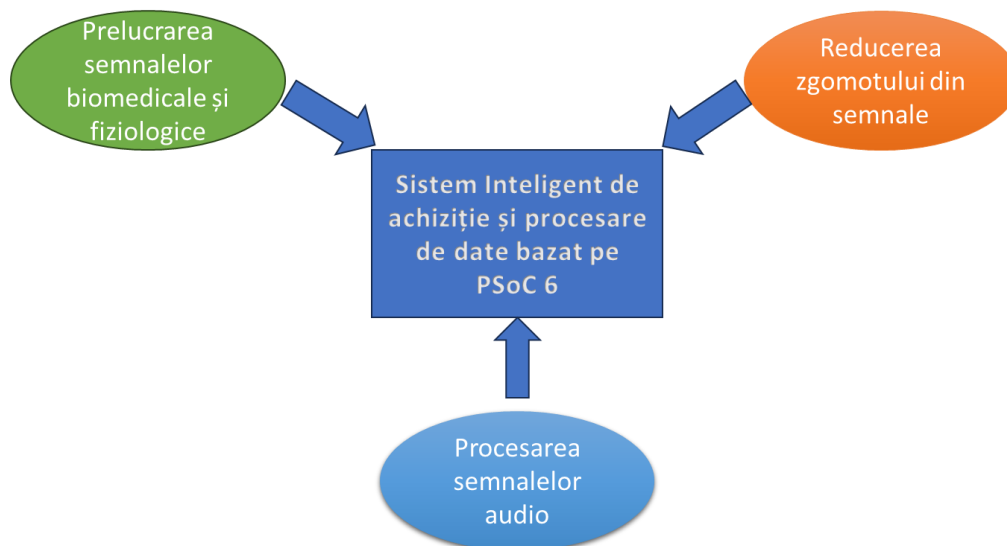 Prelucrarea
semnalelor
biomedicale și
fiziologice
Reducerea
zgomotului din
semnale
Sistem Inteligent de
achiziție și procesare
de date bazat pe
PSoC 6
Procesarea
semnalelor
audio